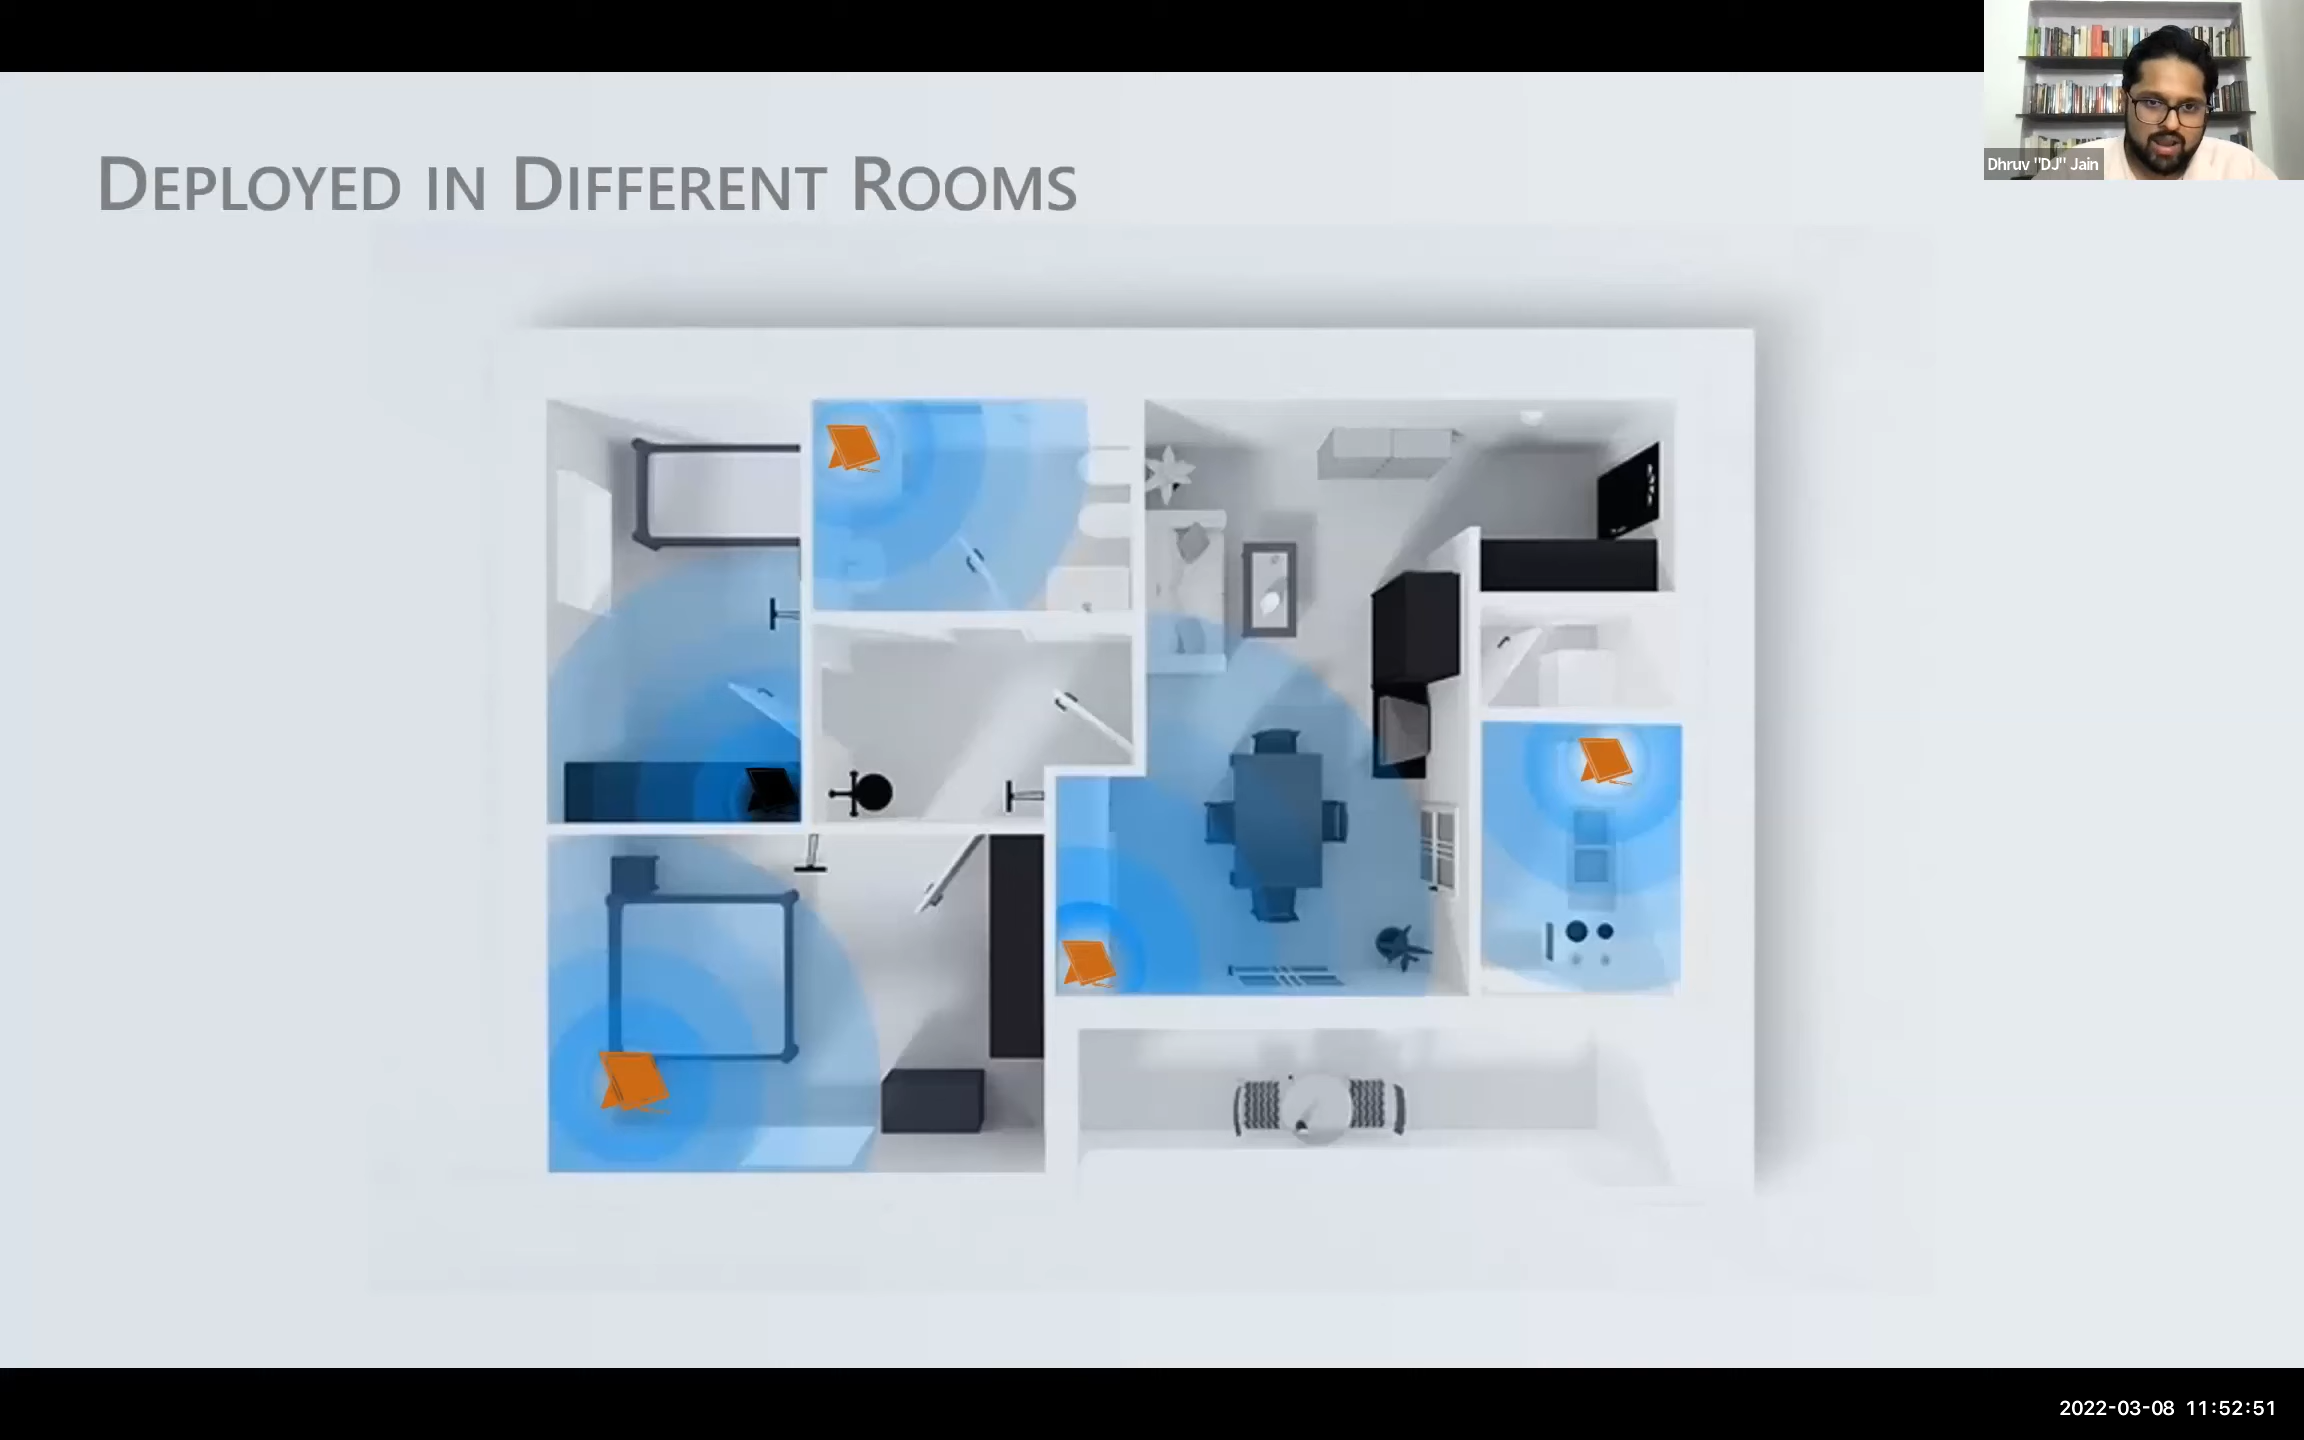 DEPLOYED IN DIFFERENT ROOMS
Dhruv "DJ" Jain
2022-03-08 11:52:51